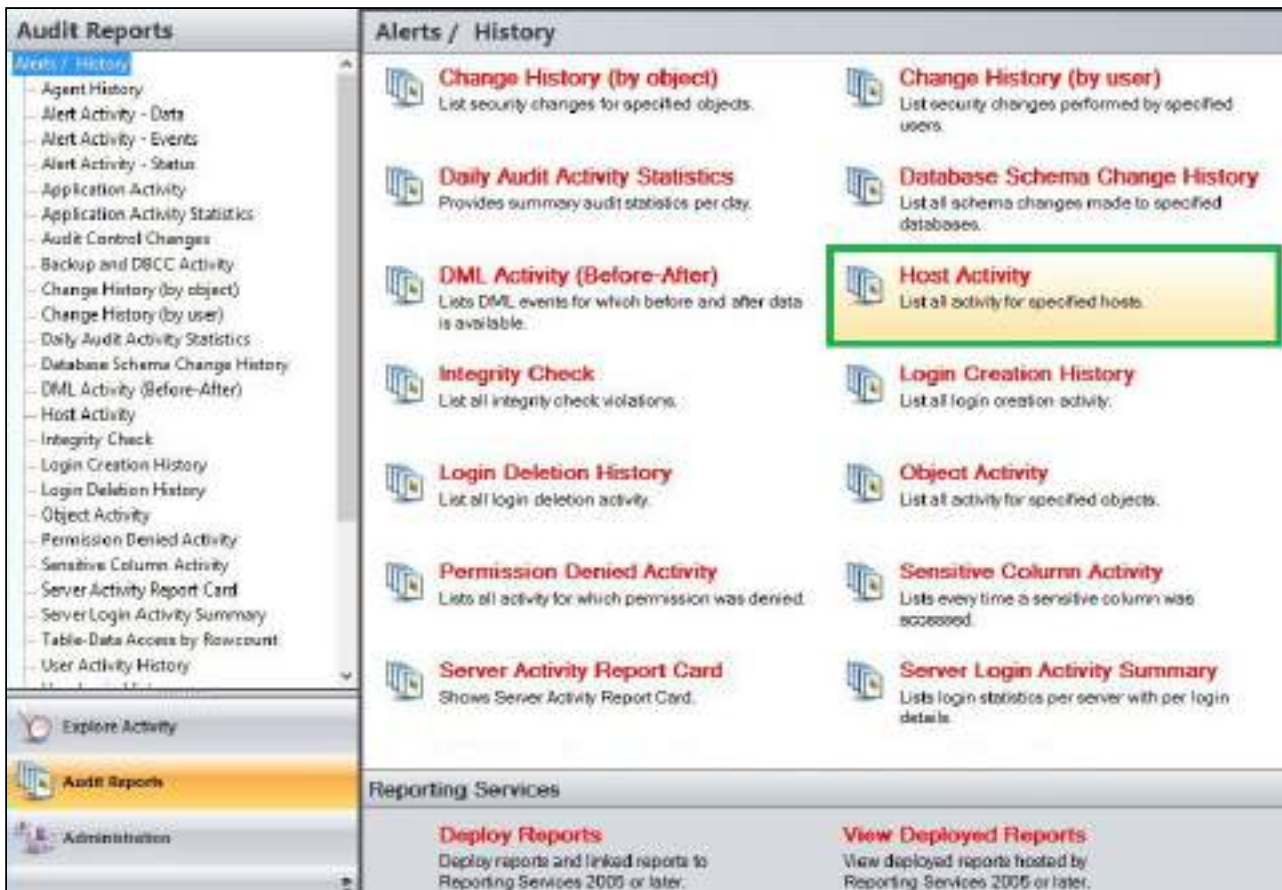 Audit Reports
Alerts / History
Agent History
Alert Activity - Data
Alert Activity - Events
Alert Activity - Status
Application Activity
Application Activity Statistics
Audit Control Changes
Backup and DBCC Activity
Change History (by object)
Change History (by user)
Daily Audit Activity Statistics
Database Schema Change History
DML Activity (Before-After)
Host Activity
Integrity Check
Login Creation History
Login Deletion History
Object Activity
Permission Denied Activity
Sensitive Column Activity
Server Activity Report Card
Server Login Activity Summary
Table-Data Access by Rowcount
User Activity History
Explore Activity
Audit Reports
Administration
Alerts / History
Change History (by object)
List security changes for specified objects.
Change History (by user)
List security changes performed by specified
users.
Daily Audit Activity Statistics
Provides summary audit statistics per day.
Database Schema Change History
List all schema changes made to specified
databases.
DML Activity (Before-After)
Lists DML events for which before and after data
is available.
Host Activity
List all activity for specified hosts.
Integrity Check
List all integrity check violations.
Login Creation History
List all login creation activity.
Login Deletion History
List all login deletion activity.
Object Activity
List all activity for specified objects.
Permission Denied Activity
Lists all activity for which permission was denied.
Sensitive Column Activity
Lists every time a sensitive column was
accessed.
Server Activity Report Card
Shows Server Activity Report Card.
Server Login Activity Summary
Lists login statistics per server with per login
details.
Reporting Services
Deploy Reports
Deploy reports and linked reports to
Reporting Services 2005 or later.
View Deployed Reports
View deployed reports hosted by
Reporting Services 2005 or later.